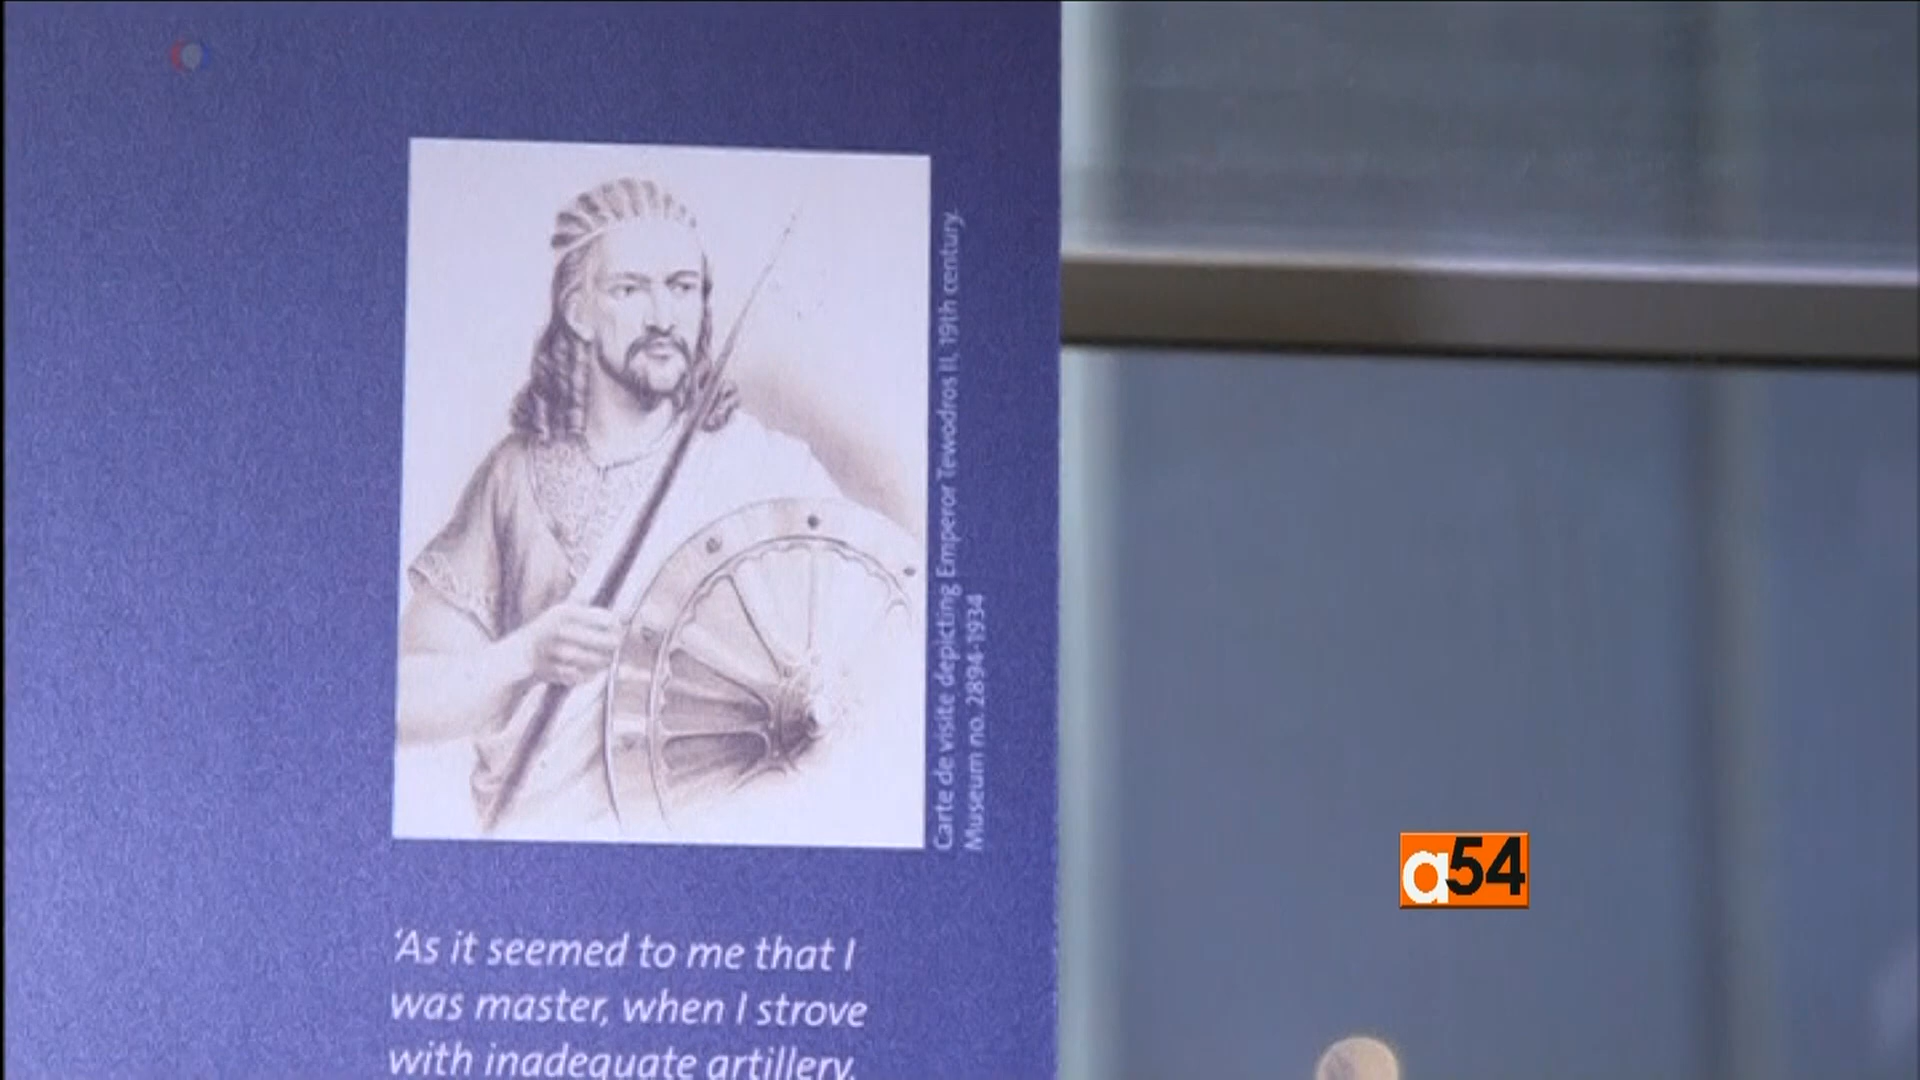 Carte de visite depicting Emperor Tewodros II, 19th century.
Museum no. 2894-1934
a54
‘As it seemed to me that I
was master, when I strove
with inadequate artillery,